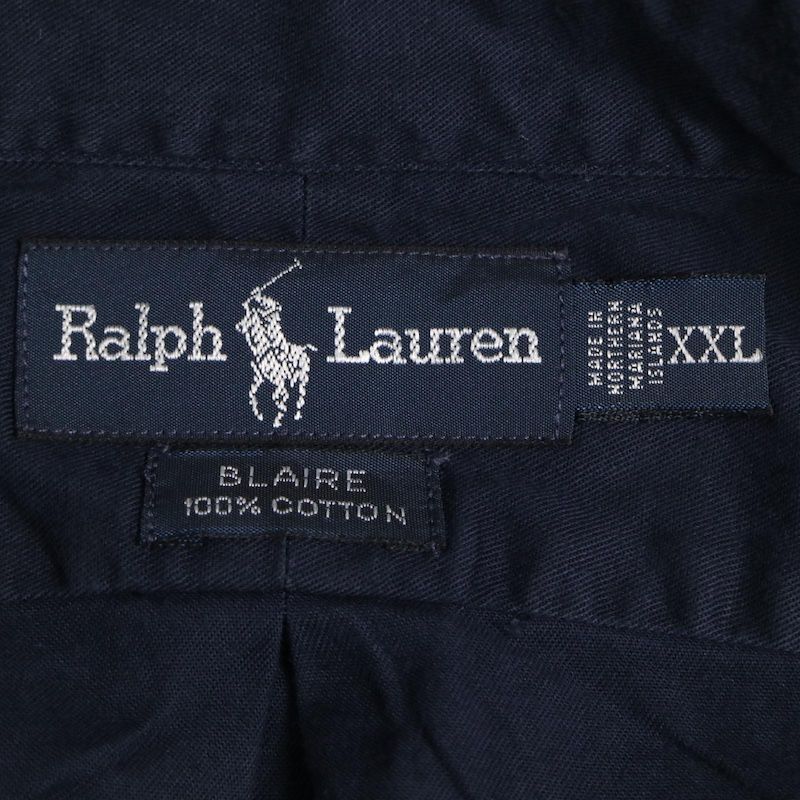 Ralph Lauren
MADE IN
NORTHERN
MARIANA
ISLANDS
XXL
BLAIRE
100% COTTON